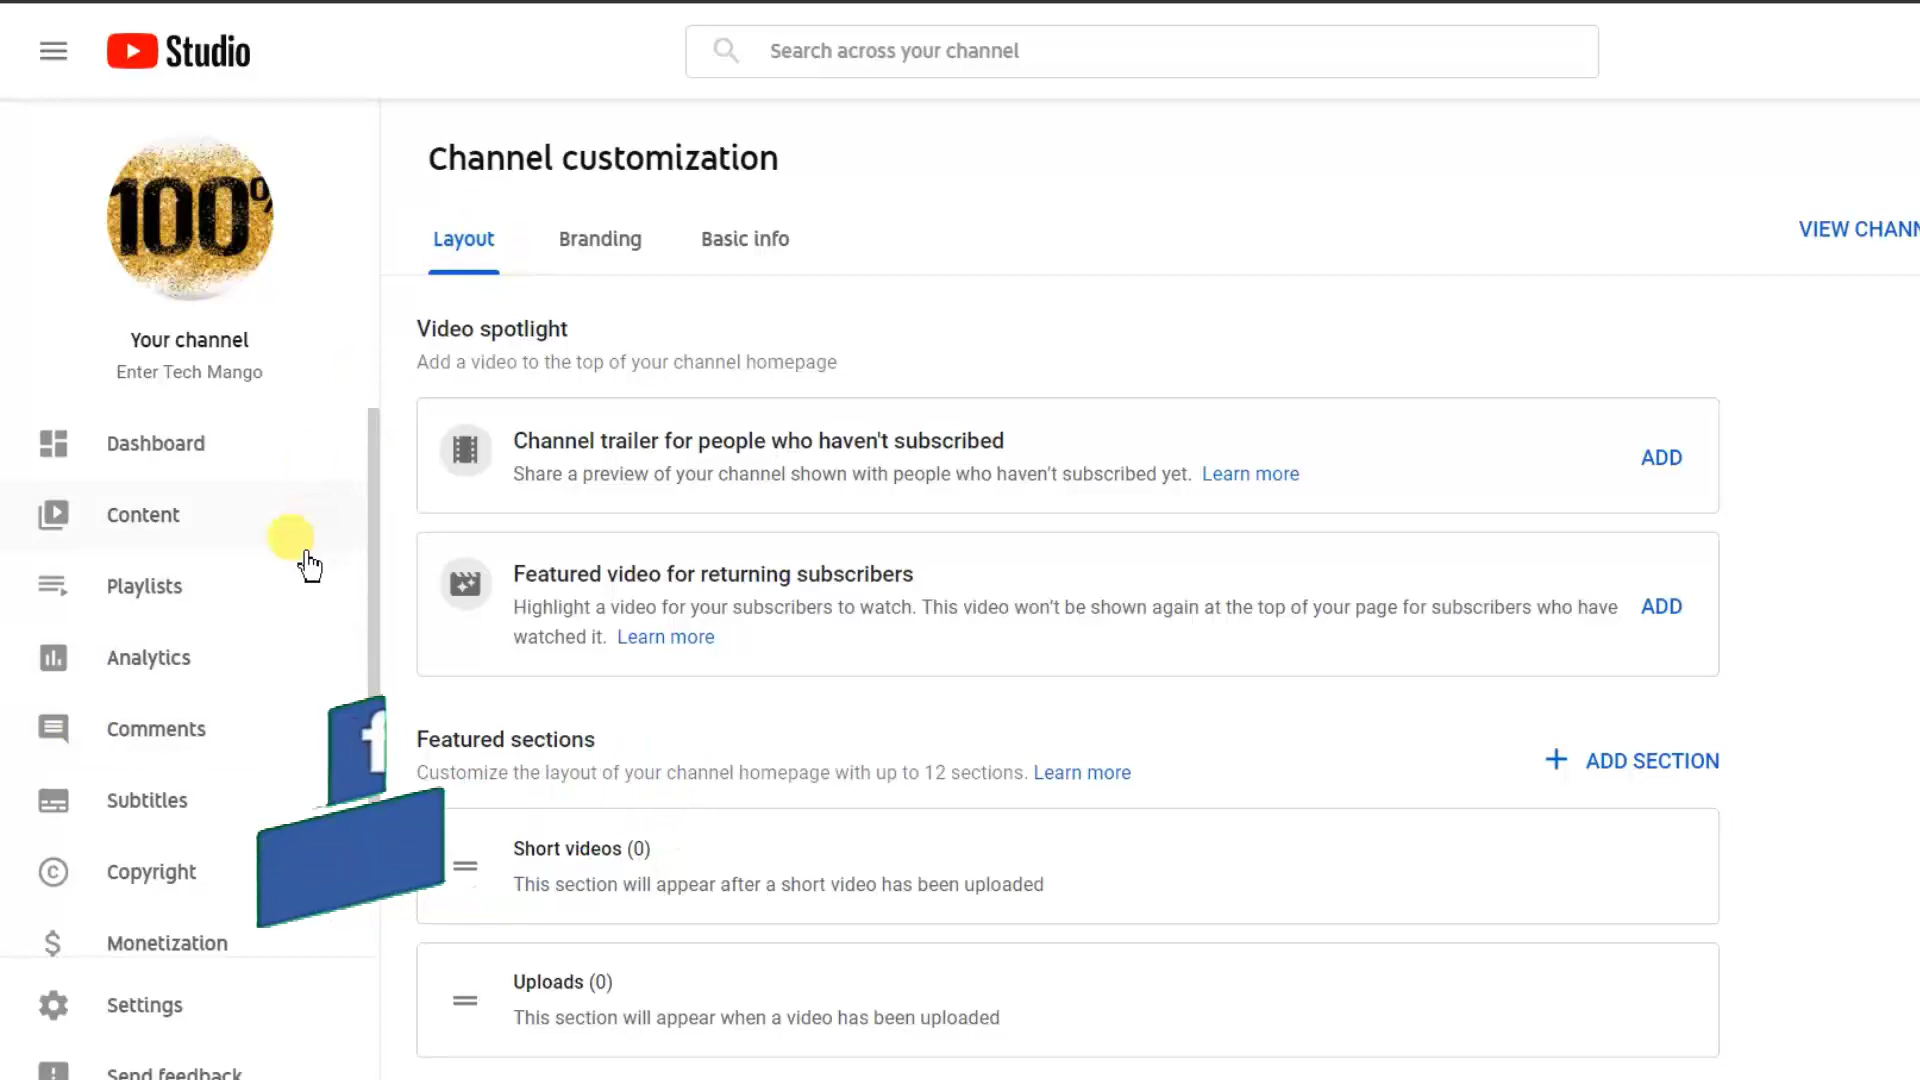 Studio
Search across your channel
100%
Your channel
Enter Tech Mango
Dashboard
Content
Playlists
Analytics
Comments
Subtitles
Copyright
Monetization
Settings
Send feedback
Channel customization
Layout
Branding
Basic info
VIEW CHANN
Video spotlight
Add a video to the top of your channel homepage
Channel trailer for people who haven't subscribed
Share a preview of your channel shown with people who haven't subscribed yet. Learn more
ADD
Featured video for returning subscribers
Highlight a video for your subscribers to watch. This video won't be shown again at the top of your page for subscribers who have
watched it. Learn more
ADD
Featured sections
Customize the layout of your channel homepage with up to 12 sections. Learn more
ADD SECTION
Short videos (0)
This section will appear after a short video has been uploaded
Uploads (0)
This section will appear when a video has been uploaded
f